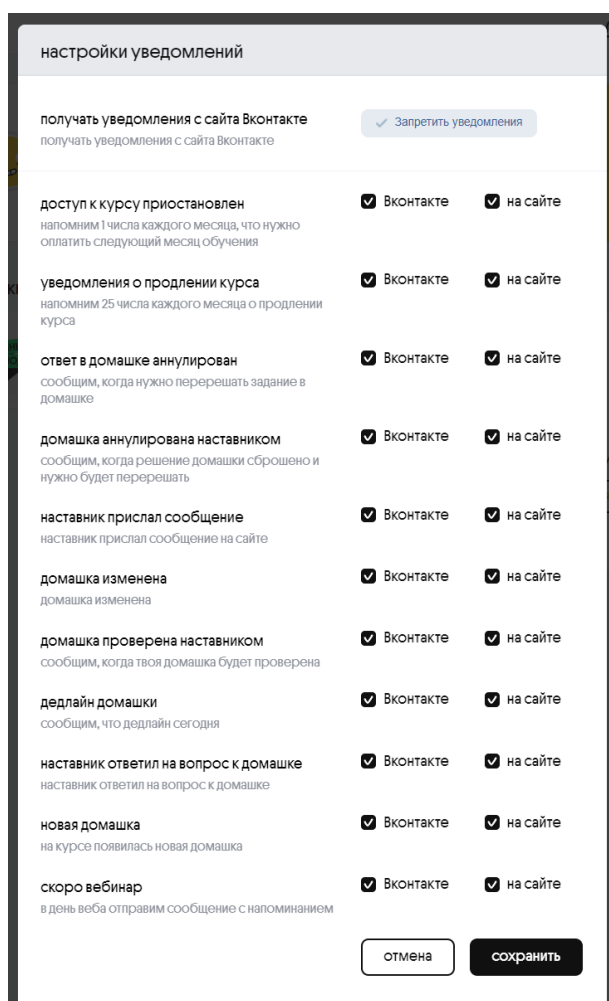 настройки уведомлений
получать уведомления с сайта Вконтакте
получать уведомления с сайта Вконтакте
Запретить уведомления
доступ к курсу приостановлен
Вконтакте на сайте
напомним 1 числа каждого месяца, что нужно
оплатить следующий месяц обучения
уведомления о продлении курса
Вконтакте на сайте
напомним 25 числа каждого месяца о продлении
курса
ответ в домашке аннулирован
Вконтакте на сайте
сообщим, когда нужно перерешать задание в
домашке
домашка аннулирована наставником
Вконтакте на сайте
сообщим, когда решение домашки сброшено и
нужно будет перерешать
наставник прислал сообщение
Вконтакте на сайте
наставник прислал сообщение на сайте
домашка изменена
Вконтакте на сайте
домашка изменена
домашка проверена наставником
Вконтакте на сайте
сообщим, когда твоя домашка будет проверена
дедлайн домашки
Вконтакте на сайте
сообщим, что дедлайн сегодня
наставник ответил на вопрос к домашке
Вконтакте на сайте
наставник ответил на вопрос к домашке
новая домашка
Вконтакте на сайте
на курсе появилась новая домашка
скоро вебинар
Вконтакте на сайте
в день веба отправим сообщение с напоминанием
отмена сохранить